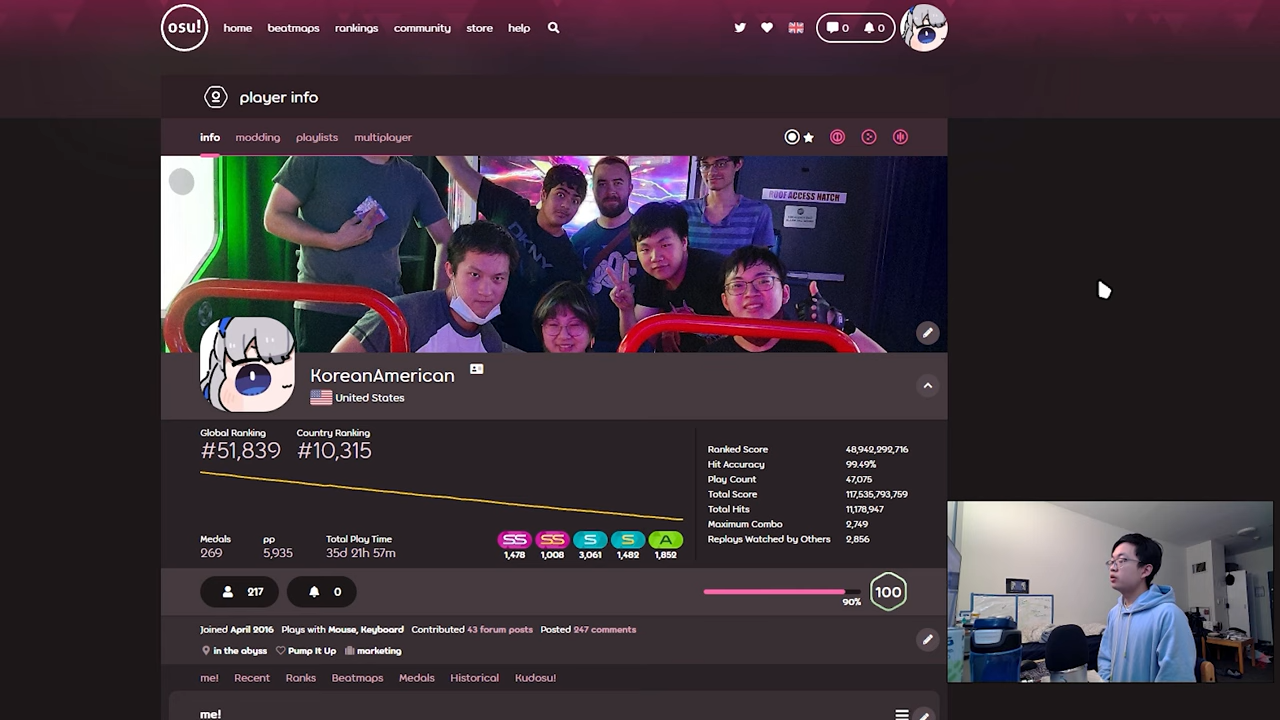 osu! home beatmaps rankings community store help 0 0
player info
info modding playlists multiplayer
ROOF ACCESS HATCH
DKNY
KoreanAmerican
United States
Global Ranking Country Ranking
#51,839 #10,315
Ranked Score 48,942,292,716
Hit Accuracy 99.49%
Play Count 47,075
Total Score 117,535,793,759
Total Hits 11,178,947
Maximum Combo 2,749
Replays Watched by Others 2,856
Medals pp Total Play Time
269 5,935 35d 21h 57m
SS SS S S A
1,478 1,008 3,061 1,482 1,852
217 0
90% 100
Joined April 2016 Plays with Mouse, Keyboard Contributed 43 forum posts Posted 247 comments
in the abyss Pump It Up marketing
me! Recent Ranks Beatmaps Medals Historical Kudosu!
me!